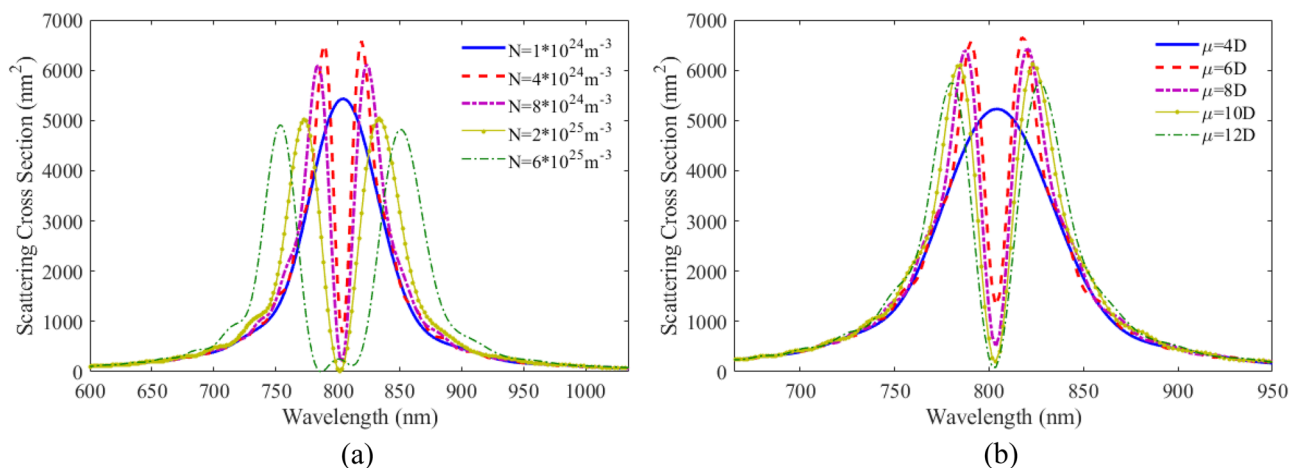 7000
6000
5000
4000
3000
2000
1000
0
Scattering Cross Section (nm²)
N=1*10²⁴m⁻³
N=4*10²⁴m⁻³
N=8*10²⁴m⁻³
N=2*10²⁵m⁻³
N=6*10²⁵m⁻³
600 650 700 750 800 850 900 950 1000
Wavelength (nm)
(a)
7000
6000
5000
4000
3000
2000
1000
0
Scattering Cross Section (nm²)
μ=4D
μ=6D
μ=8D
μ=10D
μ=12D
700 750 800 850 900 950
Wavelength (nm)
(b)